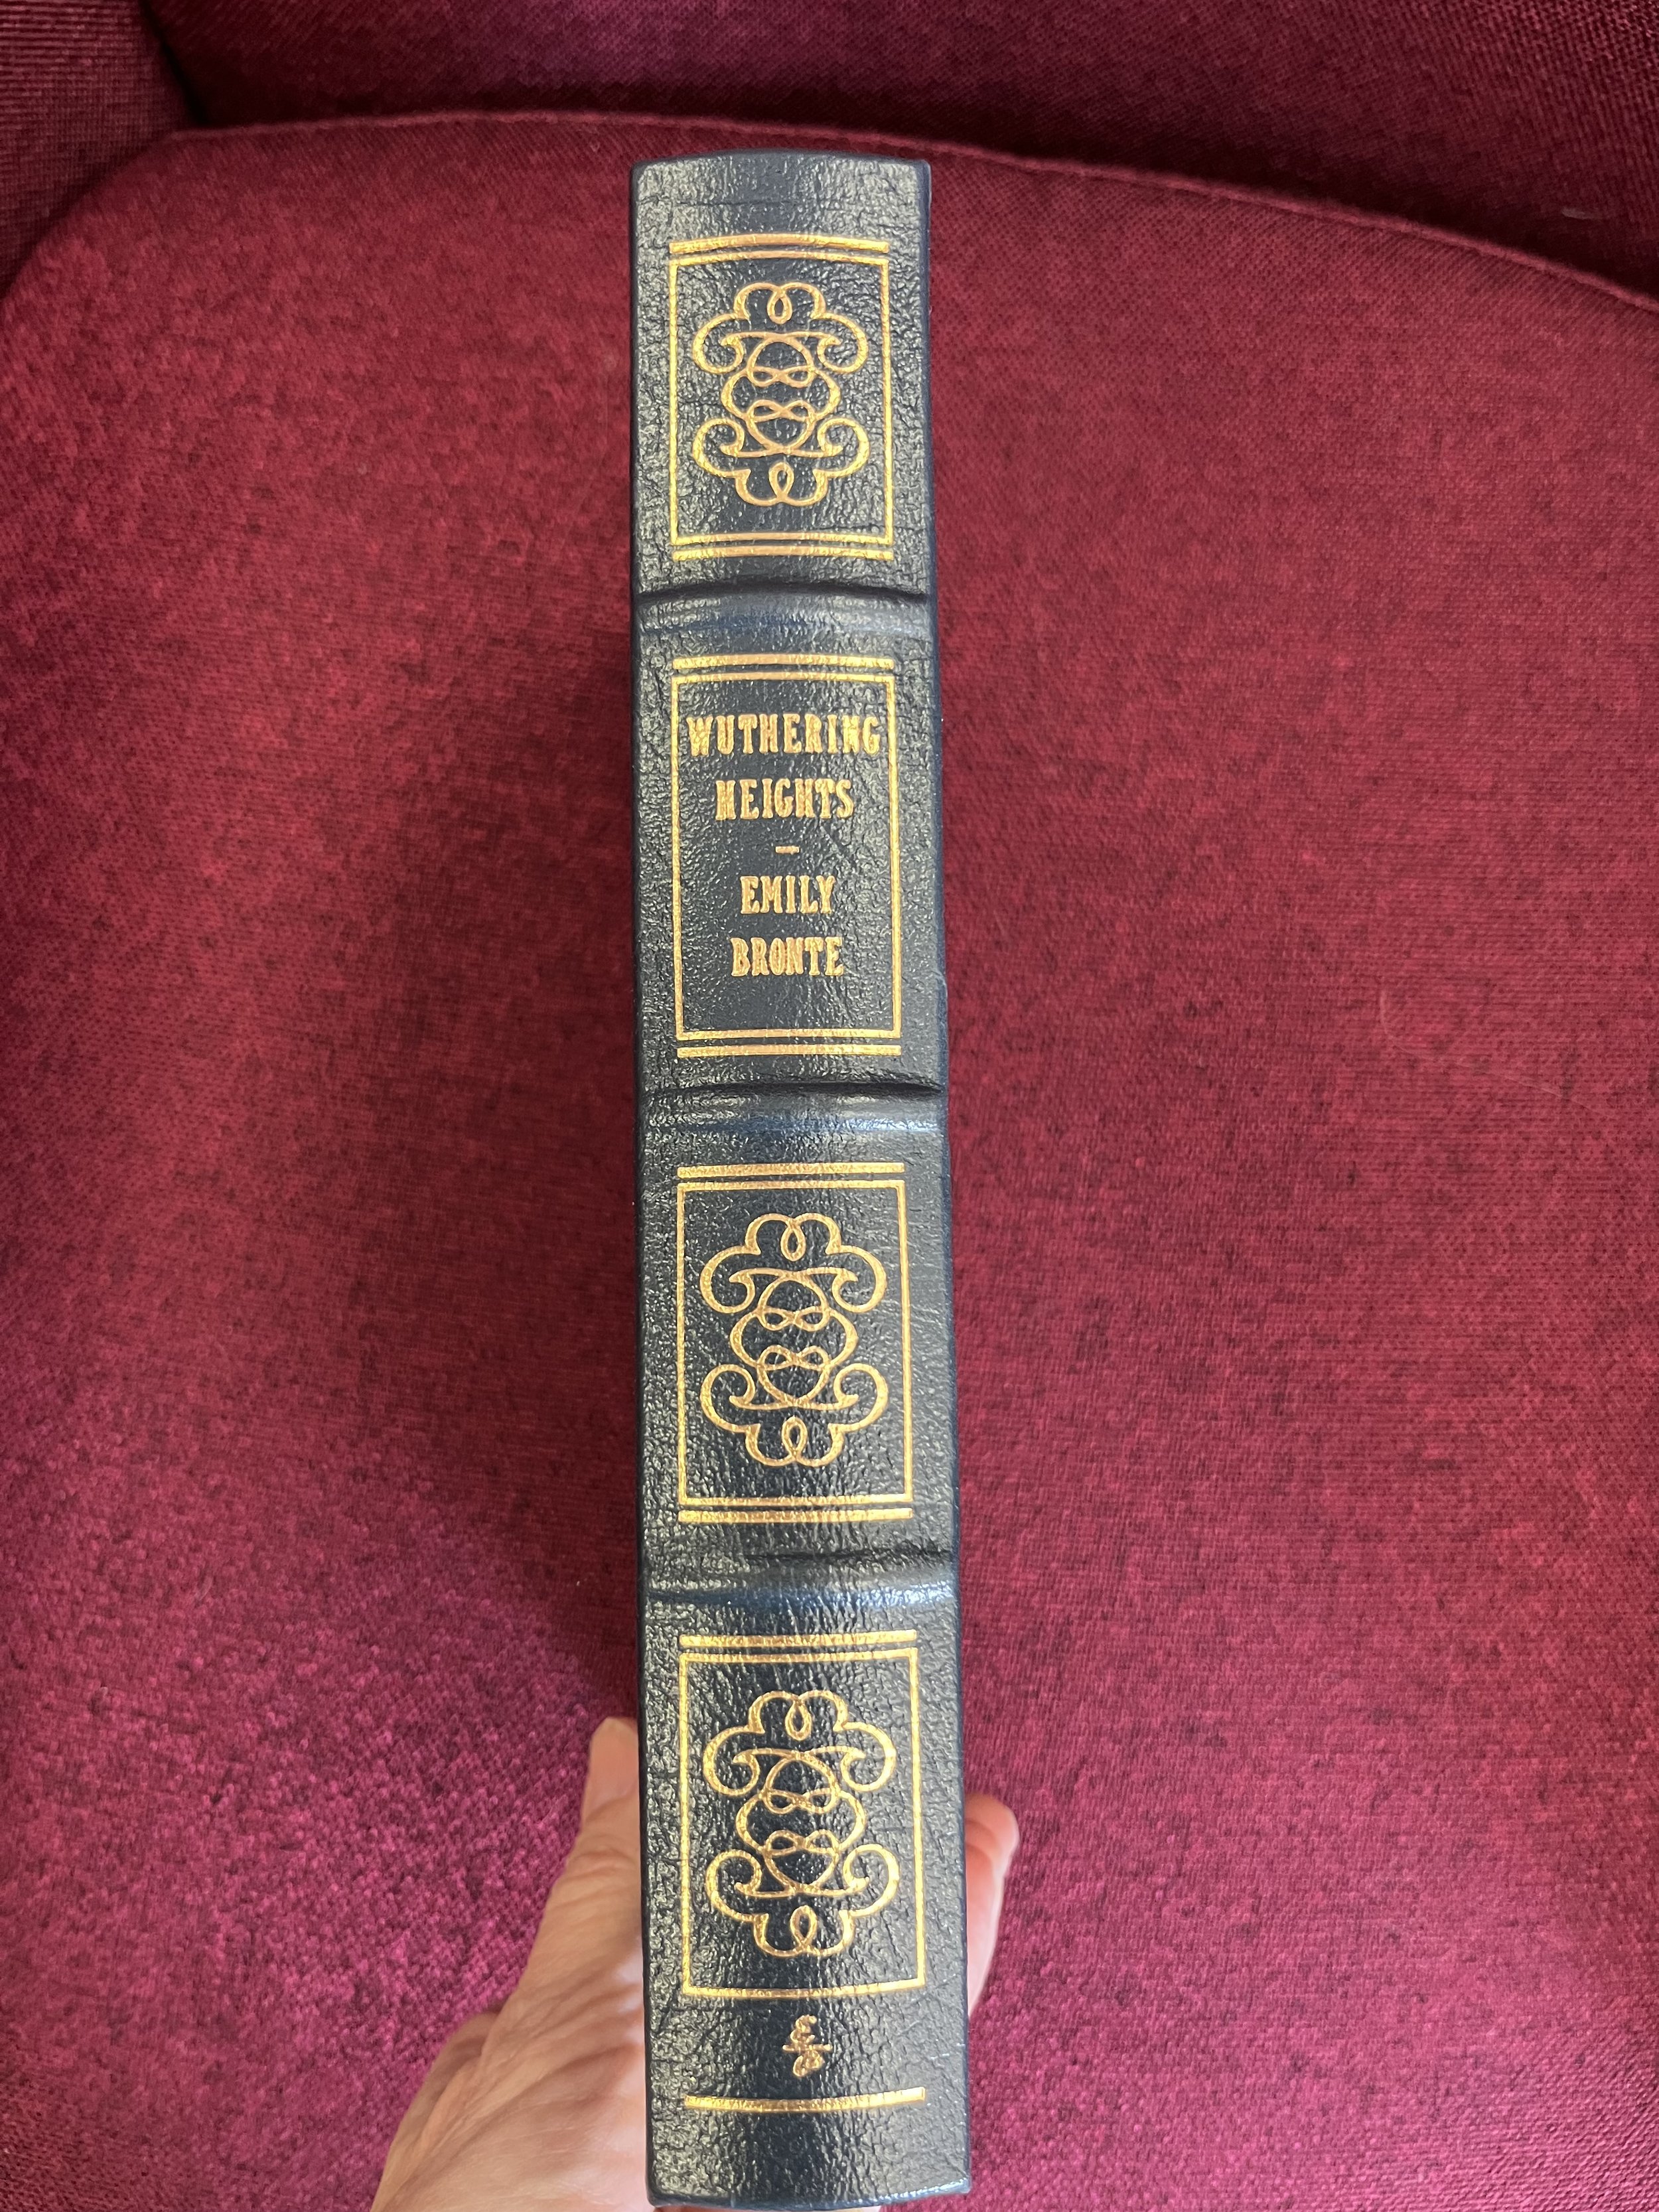 WUTHERING
HEIGHTS
-
EMILY
BRONTE